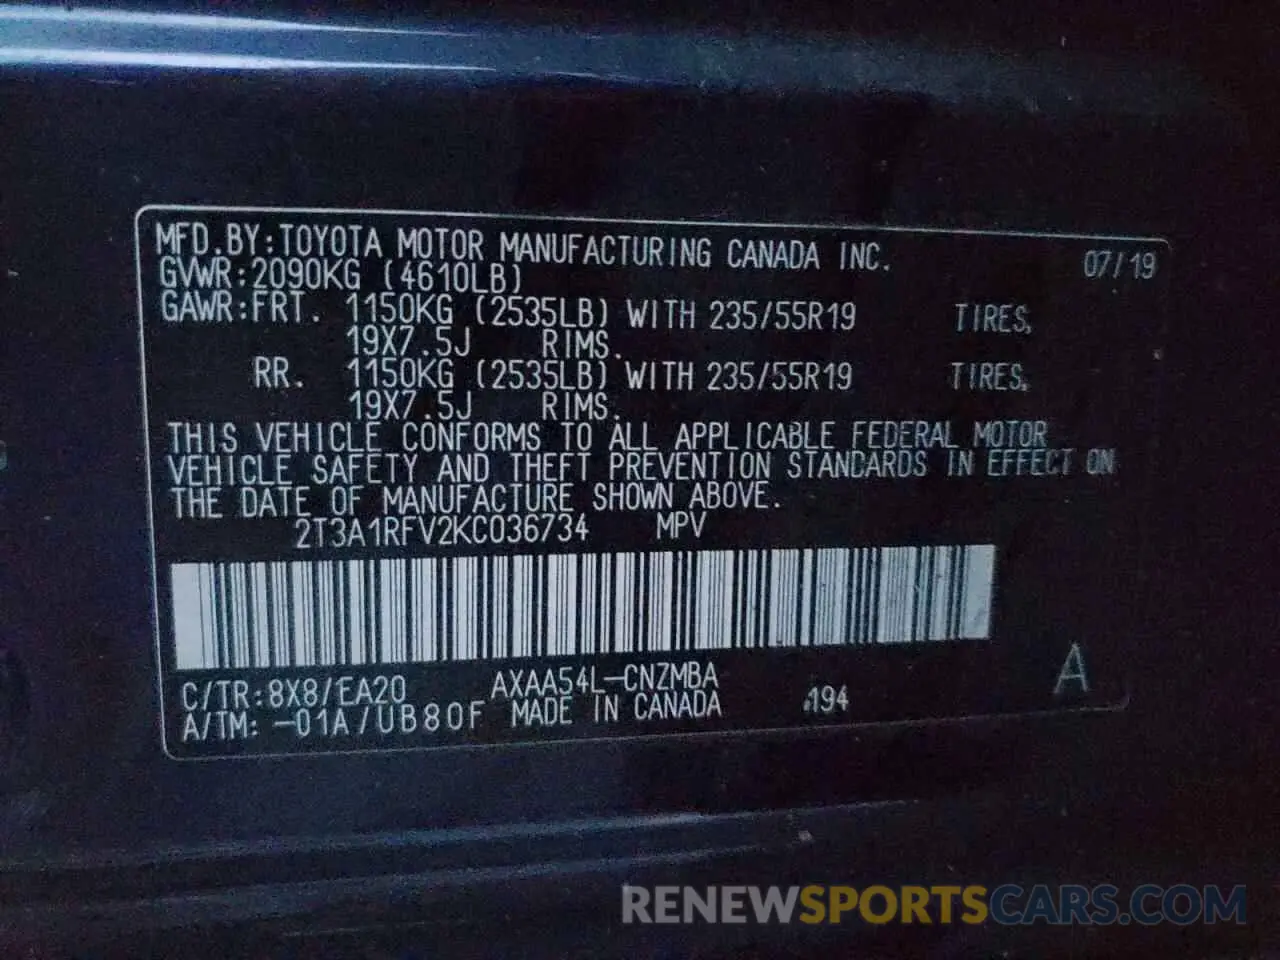 MFD.BY:TOYOTA MOTOR MANUFACTURING CANADA INC. 07/19
GVWR:2090KG (4610LB)
GAWR:FRT. 1150KG (2535LB) WITH 235/55R19 TIRES,
19X7.5J RIMS.
RR. 1150KG (2535LB) WITH 235/55R19 TIRES,
19X7.5J RIMS.
THIS VEHICLE CONFORMS TO ALL APPLICABLE FEDERAL MOTOR
VEHICLE SAFETY AND THEFT PREVENTION STANDARDS IN EFFECT ON
THE DATE OF MANUFACTURE SHOWN ABOVE.
2T3A1RFV2KC036734 MPV
C/TR:8X8/EA20 AXAA54L-CNZMBA A
A/TM:-01A/UB80F MADE IN CANADA 194
RENEWSPORTSCARS.COM